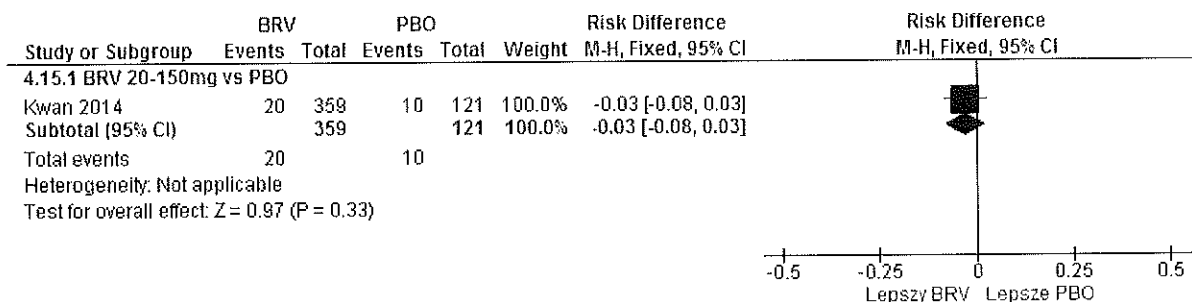 BRV PBO Risk Difference Risk Difference
Study or Subgroup Events Total Events Total Weight M-H, Fixed, 95% CI M-H, Fixed, 95% CI
4.15.1 BRV 20-150mg vs PBO
Kwan 2014 20 359 10 121 100.0% -0.03 [-0.08, 0.03]
Subtotal (95% CI) 359 121 100.0% -0.03 [-0.08, 0.03]
Total events 20 10
Heterogeneity: Not applicable
Test for overall effect: Z = 0.97 (P = 0.33)
-0.5 -0.25 0 0.25 0.5
Lepszy BRV Lepsze PBO